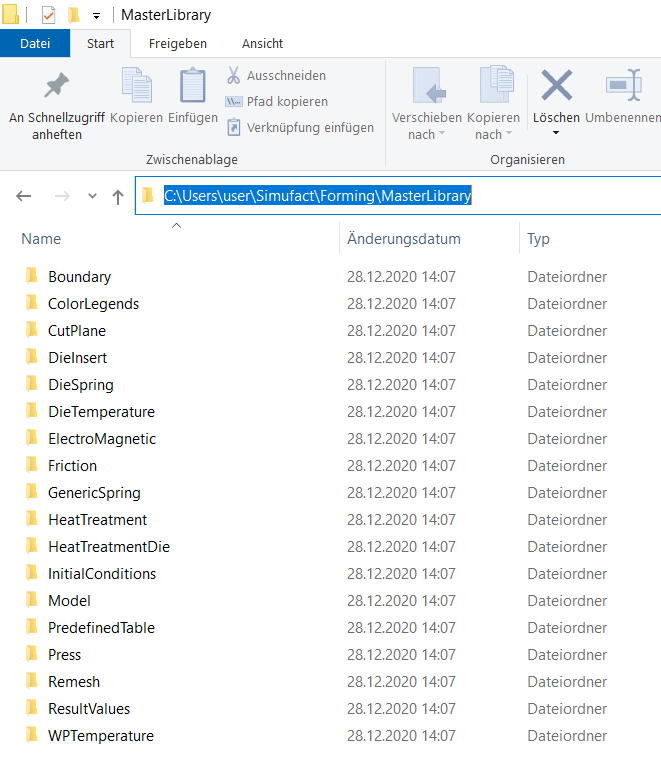 MasterLibrary
Datei Start Freigeben Ansicht
An Schnellzugriff
anheften
Kopieren
Einfügen
Ausschneiden
Pfad kopieren
Verknüpfung einfügen
Zwischenablage
Verschieben
nach
Kopieren
nach
Löschen
Umbenennen
Organisieren
C:\Users\user\Simufact\Forming\MasterLibrary
Name Änderungsdatum Typ
Boundary 28.12.2020 14:07 Dateiordner
ColorLegends 28.12.2020 14:07 Dateiordner
CutPlane 28.12.2020 14:07 Dateiordner
DieInsert 28.12.2020 14:07 Dateiordner
DieSpring 28.12.2020 14:07 Dateiordner
DieTemperature 28.12.2020 14:07 Dateiordner
ElectroMagnetic 28.12.2020 14:07 Dateiordner
Friction 28.12.2020 14:07 Dateiordner
GenericSpring 28.12.2020 14:07 Dateiordner
HeatTreatment 28.12.2020 14:07 Dateiordner
HeatTreatmentDie 28.12.2020 14:07 Dateiordner
InitialConditions 28.12.2020 14:07 Dateiordner
Model 28.12.2020 14:07 Dateiordner
PredefinedTable 28.12.2020 14:07 Dateiordner
Press 28.12.2020 14:07 Dateiordner
Remesh 28.12.2020 14:07 Dateiordner
ResultValues 28.12.2020 14:07 Dateiordner
WPTemperature 28.12.2020 14:07 Dateiordner